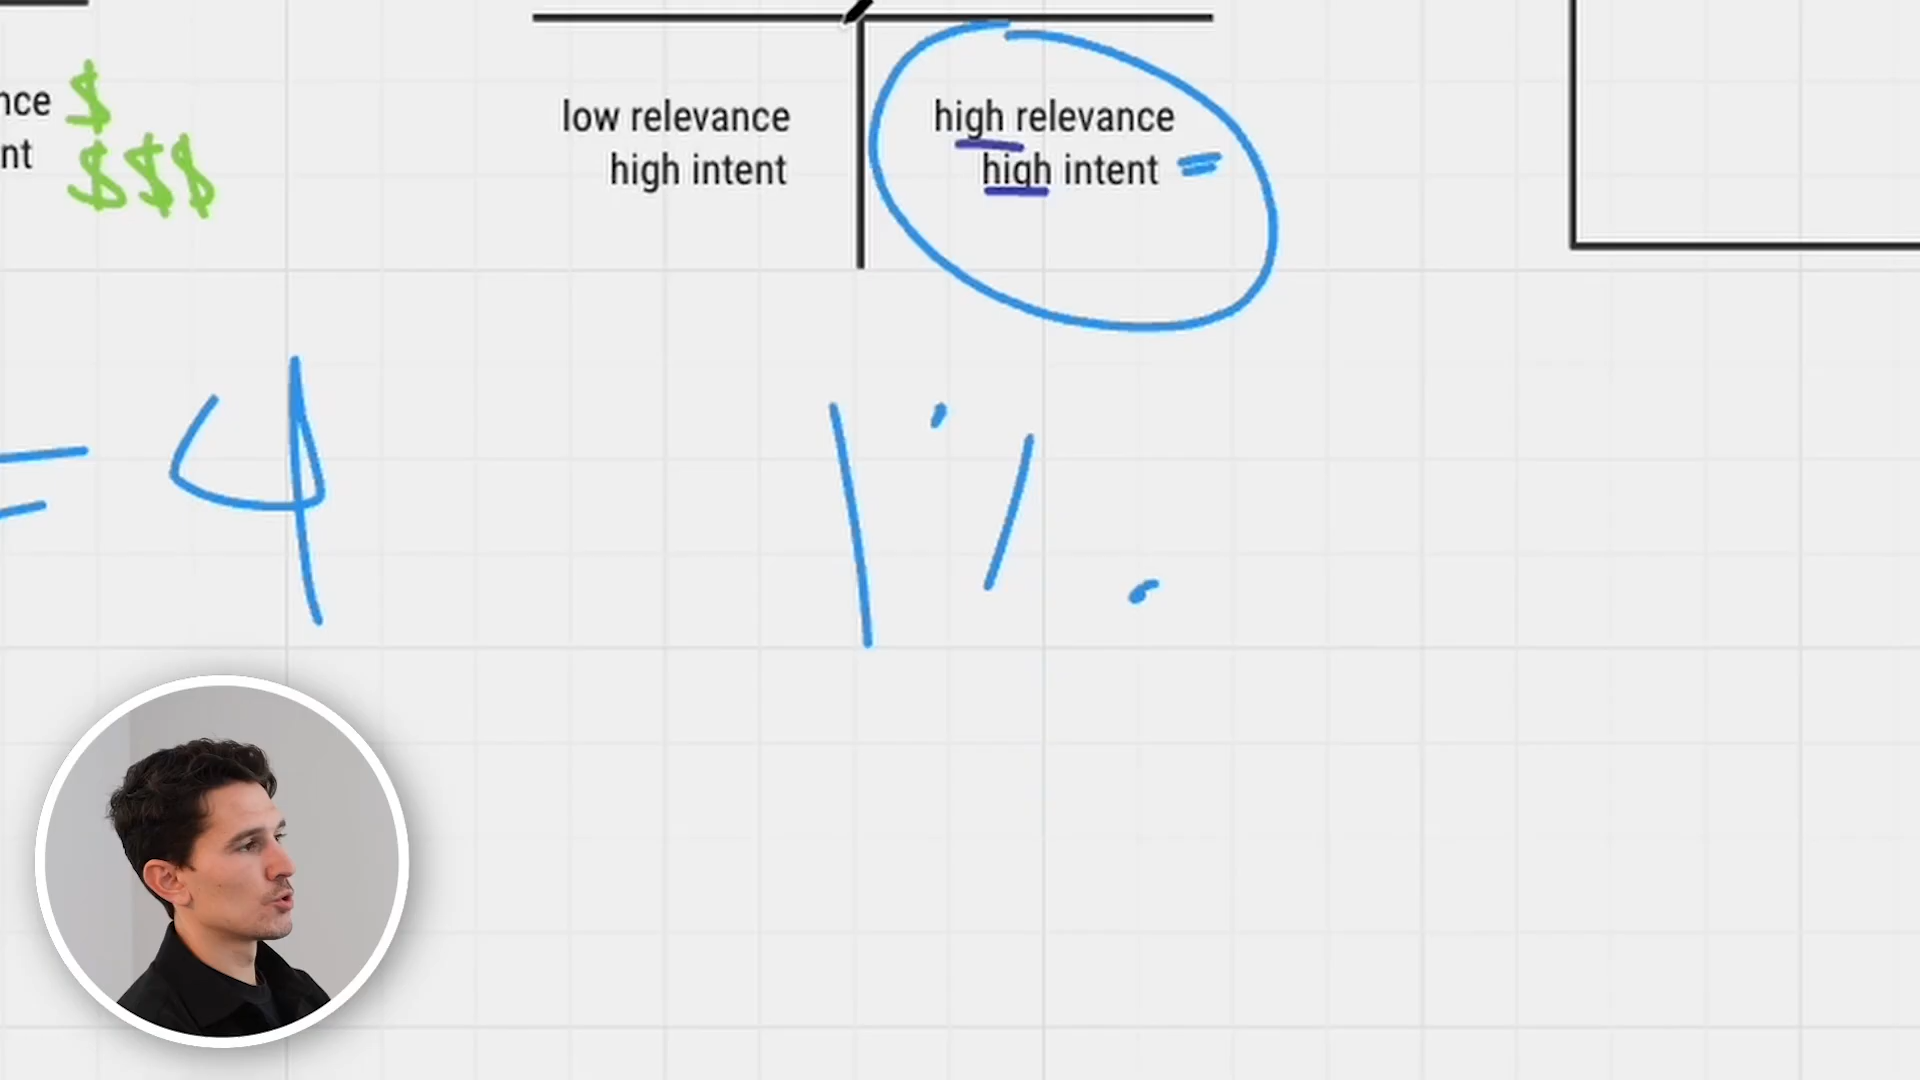 nce $
nt $$$
low relevance
high intent
high relevance
high intent =
= 4
1%